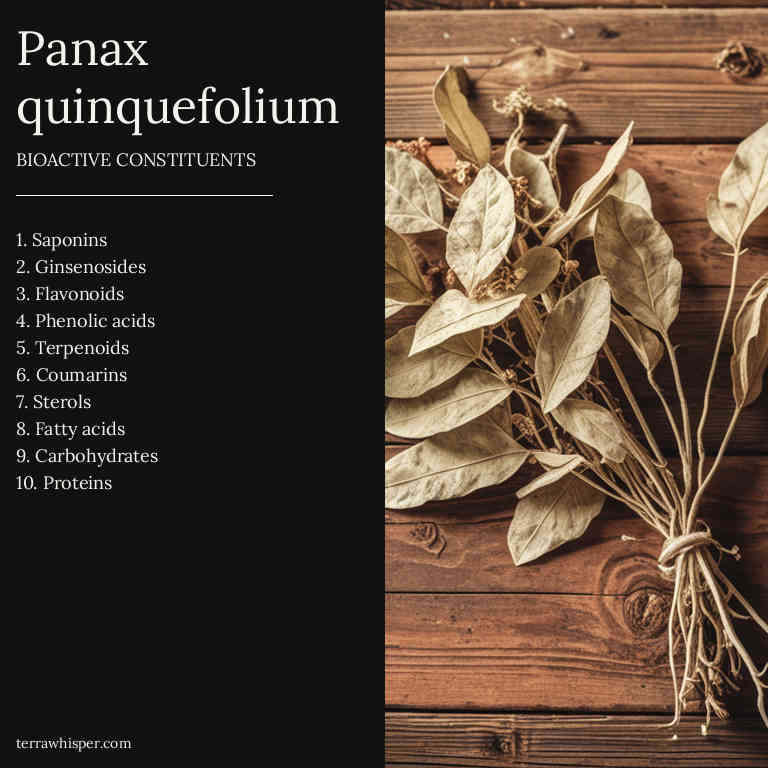 Panax
quinquefolium
BIOACTIVE CONSTITUENTS
1. Saponins
2. Ginsenosides
3. Flavonoids
4. Phenolic acids
5. Terpenoids
6. Coumarins
7. Sterols
8. Fatty acids
9. Carbohydrates
10. Proteins
terrawhisper.com